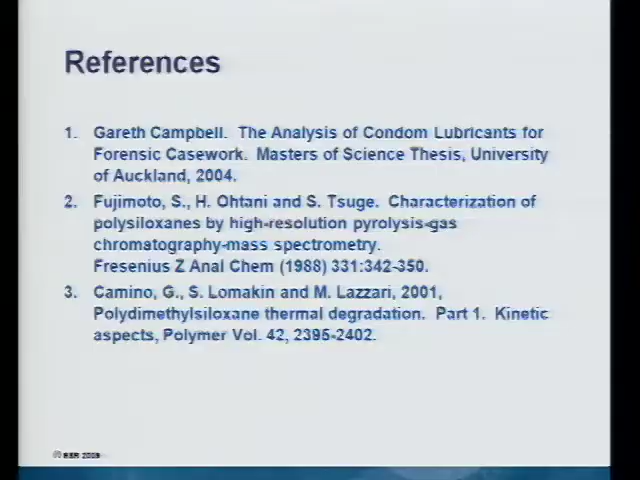 References
1. Gareth Campbell. The Analysis of Condom Lubricants for
Forensic Casework. Masters of Science Thesis, University
of Auckland, 2004.
2. Fujimoto, S., H. Ohtani and S. Tsuge. Characterization of
polysiloxanes by high-resolution pyrolysis-gas
chromatography-mass spectrometry.
Fresenius Z Anal Chem (1988) 331:342-350.
3. Camino, G., S. Lomakin and M. Lazzari, 2001,
Polydimethylsiloxane thermal degradation. Part 1. Kinetic
aspects, Polymer Vol. 42, 2395-2402.
©